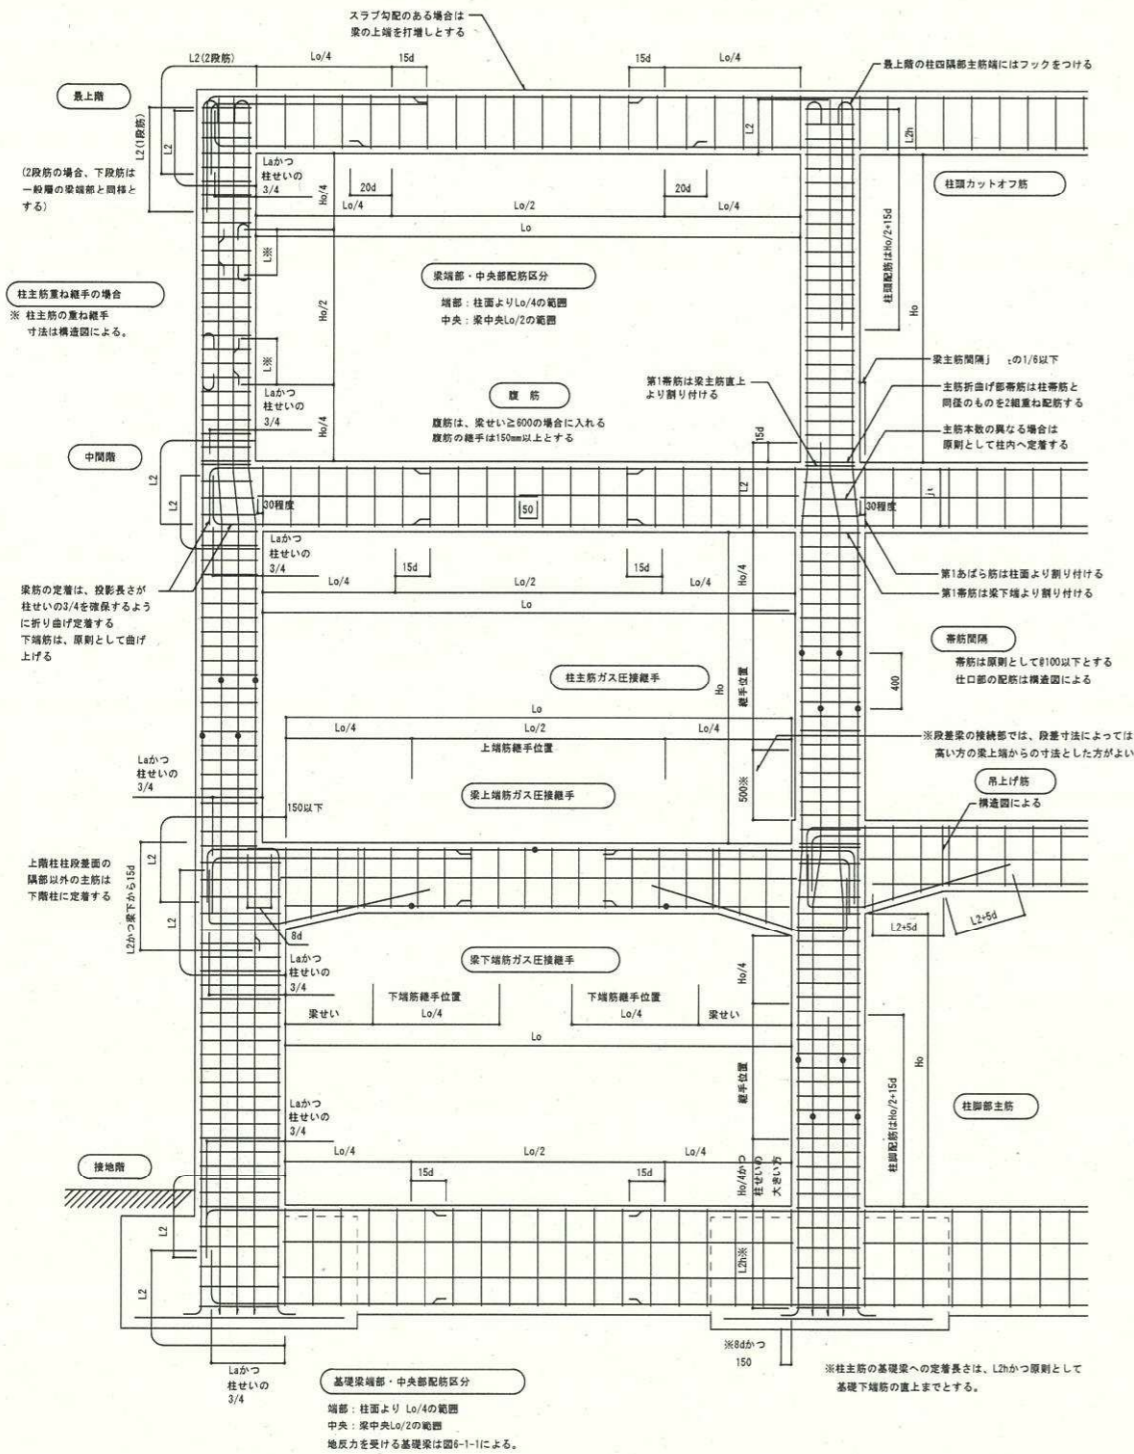 スラブ勾配のある場合は
梁の上端を打増しとする
L2(2段筋)
Lo/4
15d
15d
Lo/4
最上階の柱四隅部主筋端にはフックをつける
最上階
L2(1段筋)
L2
L2
L2h
(2段筋の場合、下段筋は
一般層の梁端部と同様と
する)
Laかつ
柱せいの
3/4
Ho/4
20d
20d
Lo/4
Lo/2
Lo/4
Lo
柱頭カットオフ筋
柱頭配筋はHo/2+15d
Ho
L※
Ho/2
梁端部・中央部配筋区分
端部：柱面よりLo/4の範囲
中央：梁中央Lo/2の範囲
柱主筋重ね継手の場合
※ 柱主筋の重ね継手
寸法は構造図による。
L※
Laかつ
柱せいの
3/4
Ho/4
腹 筋
腹筋は、梁せい≧600の場合に入れる
腹筋の継手は150mm以上とする
第1帯筋は梁主筋直上
より割り付ける
梁主筋間隔j tの1/6以下
主筋折曲げ部帯筋は柱帯筋と
同径のものを2組重ね配筋する
主筋本数の異なる場合は
原則として柱内へ定着する
中間階
L2
L2
15d
L2
30程度
50
jt
30程度
Laかつ
柱せいの
3/4
Lo/4
15d
Lo/2
15d
Lo/4
Lo
Ho/4
第1あばら筋は柱面より割り付ける
第1帯筋は梁下端より割り付ける
梁筋の定着は、投影長さが
柱せいの3/4を確保するよう
に折り曲げ定着する
下端筋は、原則として曲げ
上げる
帯筋間隔
帯筋は原則として@100以下とする
仕口部の配筋は構造図による
400
柱主筋ガス圧接継手
Ho
継手位置
Lo
Lo/4
Lo/2
Lo/4
上端筋継手位置
※段差梁の接続部では、段差寸法によっては
高い方の梁上端からの寸法とした方がよい
Laかつ
柱せいの
3/4
梁上端筋ガス圧接継手
500※
吊上げ筋
構造図による
150以下
上階柱柱段差面の
隅部以外の主筋は
下階柱に定着する
L2
L2
L2かつ梁下から15d
8d
L2+5d
L2+5d
Laかつ
柱せいの
3/4
梁下端筋ガス圧接継手
Ho/4
下端筋継手位置
下端筋継手位置
梁せい
Lo/4
Lo/4
梁せい
Lo
継手位置
柱脚配筋はHo/2+15d
Ho
柱脚部主筋
Laかつ
柱せいの
3/4
Lo/4
Lo/2
Lo/4
15d
15d
Ho/4かつ
柱せいの
大きい方
接地階
L2
L2
L2h※
※8dかつ
150
Laかつ
柱せいの
3/4
※柱主筋の基礎梁への定着長さは、L2hかつ原則として
基礎下端筋の直上までとする。
基礎梁端部・中央部配筋区分
端部：柱面より Lo/4の範囲
中央：梁中央Lo/2の範囲
地反力を受ける基礎梁は図6-1-1による。